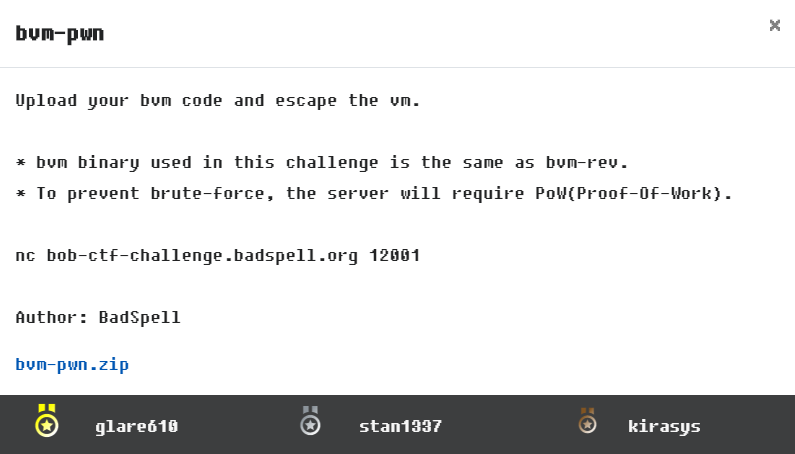 bvm-pwn
×
Upload your bvm code and escape the vm.
* bvm binary used in this challenge is the same as bvm-rev.
* To prevent brute-force, the server will require PoW(Proof-Of-Work).
nc bob-ctf-challenge.badspell.org 12001
Author: BadSpell
bvm-pwn.zip
glare610 stan1337 kirasys